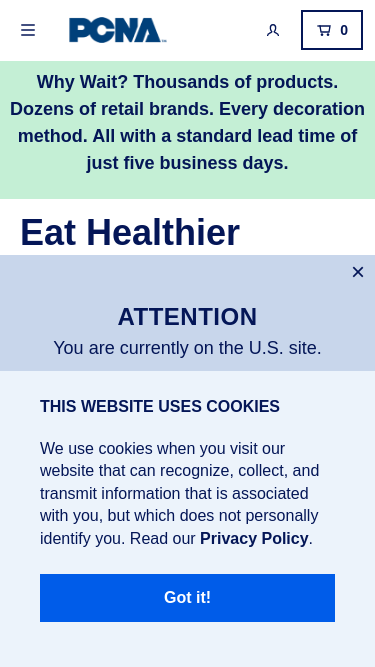 PCNA
0
Why Wait? Thousands of products.
Dozens of retail brands. Every decoration
method. All with a standard lead time of
just five business days.
Eat Healthier
ATTENTION
You are currently on the U.S. site.
THIS WEBSITE USES COOKIES
We use cookies when you visit our
website that can recognize, collect, and
transmit information that is associated
with you, but which does not personally
identify you. Read our Privacy Policy.
Got it!